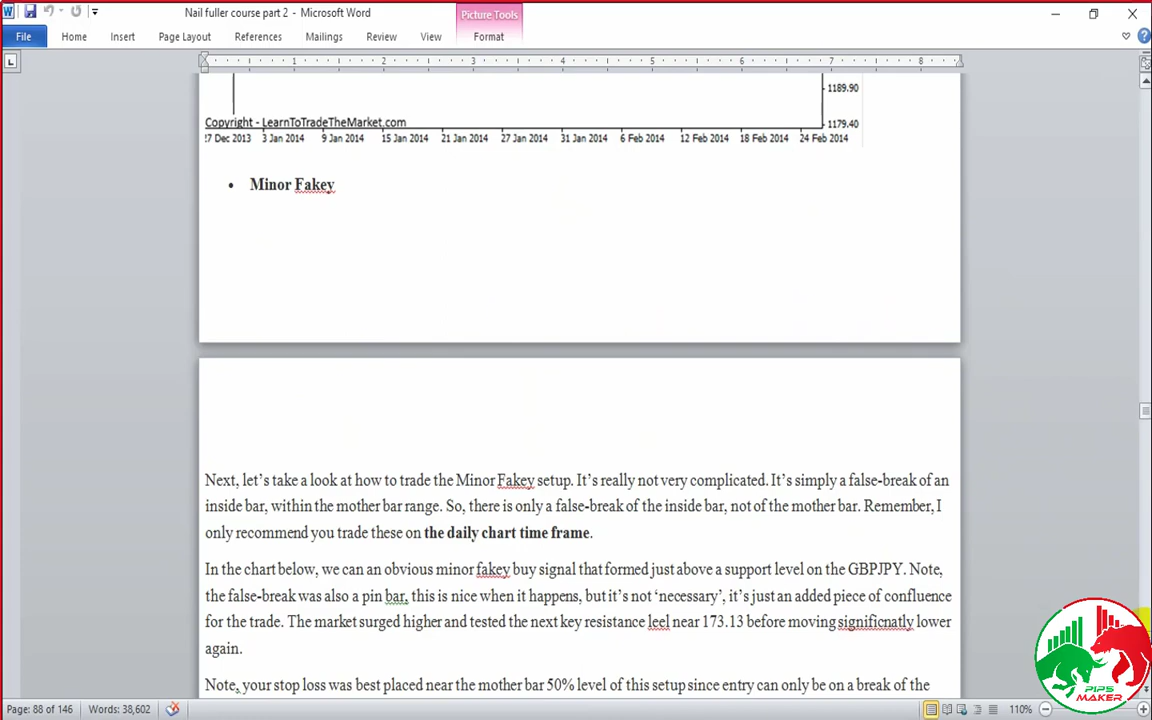 Nail fuller course part 2 - Microsoft Word
Picture Tools
File Home Insert Page Layout References Mailings Review View Format
1 2 3 4 5 6 7 8
1189.90
1179.40
Copyright - LearnToTradeTheMarket.com
7 Dec 2013 3 Jan 2014 9 Jan 2014 15 Jan 2014 21 Jan 2014 27 Jan 2014 31 Jan 2014 6 Feb 2014 12 Feb 2014 18 Feb 2014 24 Feb 2014
• Minor Fakey
Next, let’s take a look at how to trade the Minor Fakey setup. It’s really not very complicated. It’s simply a false-break of an
inside bar, within the mother bar range. So, there is only a false-break of the inside bar, not of the mother bar. Remember, I
only recommend you trade these on the daily chart time frame.
In the chart below, we can an obvious minor fakey buy signal that formed just above a support level on the GBPJPY. Note,
the false-break was also a pin bar, this is nice when it happens, but it’s not ‘necessary’, it’s just an added piece of confluence
for the trade. The market surged higher and tested the next key resistance leel near 173.13 before moving significnatly lower
again.
Note, your stop loss was best placed near the mother bar 50% level of this setup since entry can only be on a break of the
PIPS
MAKER
Page: 88 of 146 Words: 38,602 110%